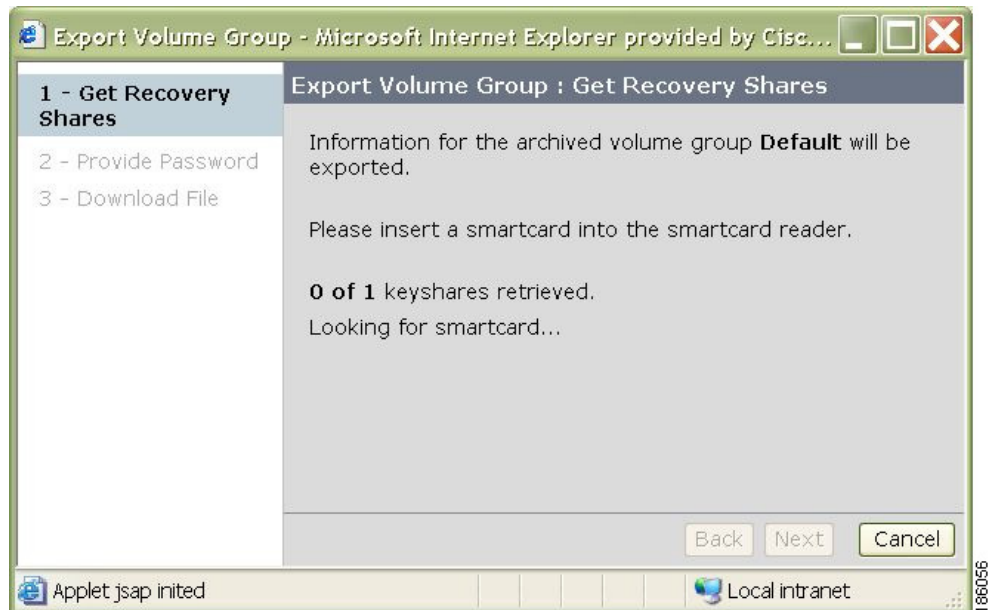 Export Volume Group - Microsoft Internet Explorer provided by Cisc...
1 - Get Recovery
Shares
2 - Provide Password
3 - Download File
Export Volume Group : Get Recovery Shares
Information for the archived volume group Default will be
exported.
Please insert a smartcard into the smartcard reader.
0 of 1 keyshares retrieved.
Looking for smartcard...
Back
Next
Cancel
Applet jsap inited
Local intranet
186056